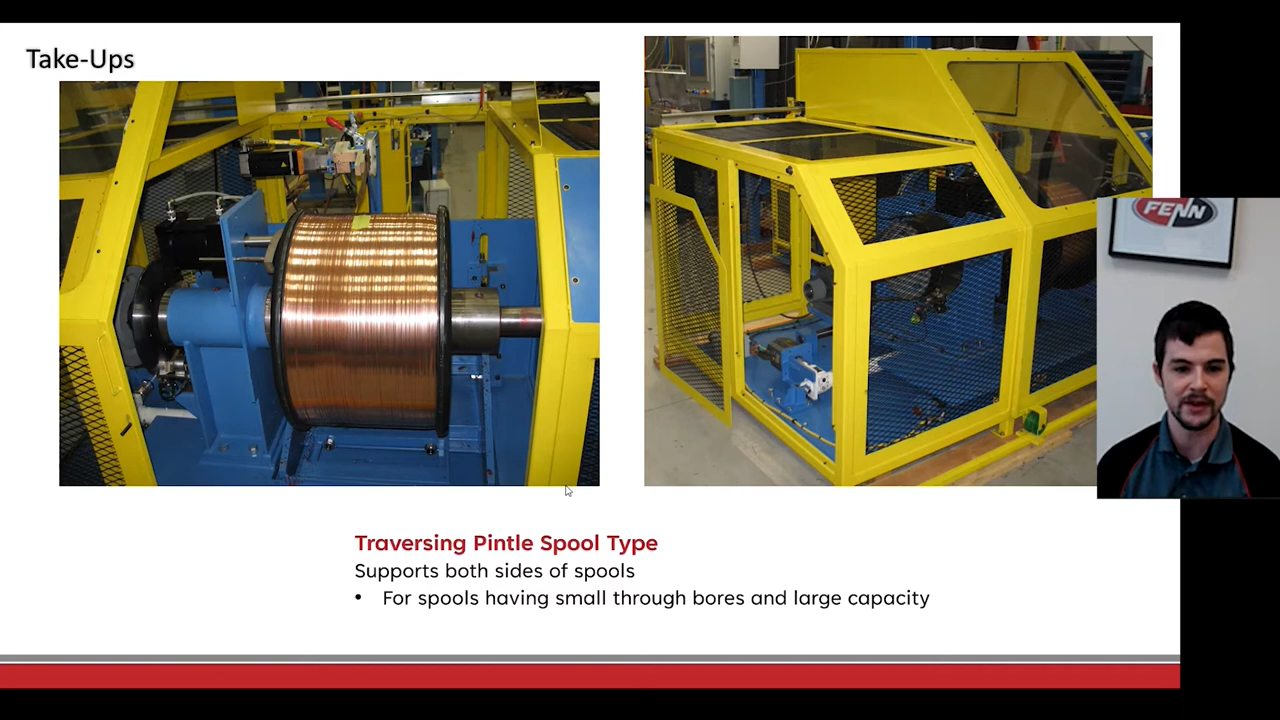 Take-Ups
FENN
Traversing Pintle Spool Type
Supports both sides of spools
• For spools having small through bores and large capacity